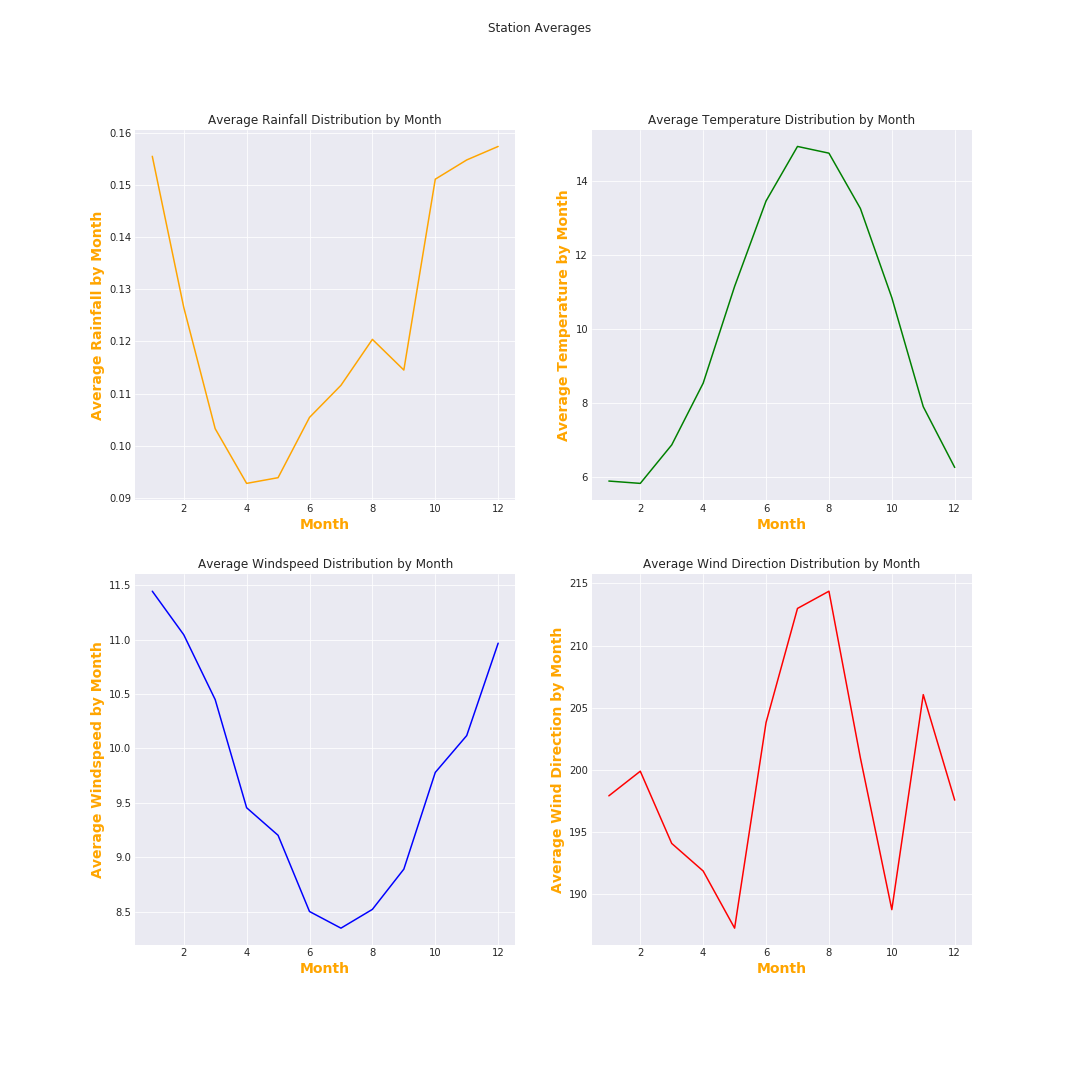 Station Averages
Average Rainfall Distribution by Month
Average Rainfall by Month
0.16
0.15
0.14
0.13
0.12
0.11
0.10
0.09
2 4 6 8 10 12
Month
Average Temperature Distribution by Month
Average Temperature by Month
14
12
10
8
6
2 4 6 8 10 12
Month
Average Windspeed Distribution by Month
Average Windspeed by Month
11.5
11.0
10.5
10.0
9.5
9.0
8.5
2 4 6 8 10 12
Month
Average Wind Direction Distribution by Month
Average Wind Direction by Month
215
210
205
200
195
190
2 4 6 8 10 12
Month